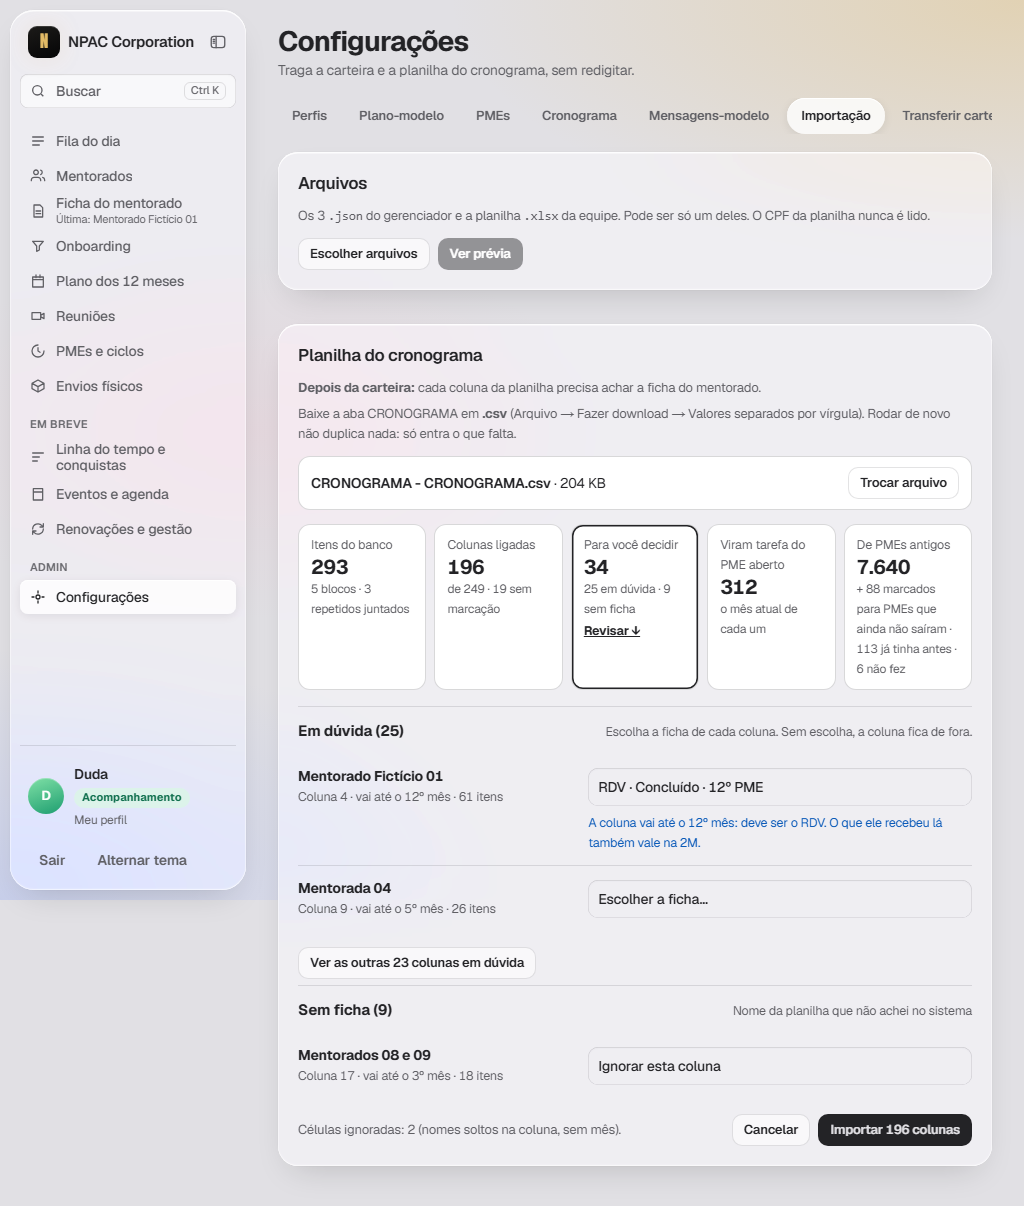 N
NPAC Corporation
Buscar
Ctrl K
Fila do dia
Mentorados
Ficha do mentorado
Última: Mentorado Fictício 01
Onboarding
Plano dos 12 meses
Reuniões
PMEs e ciclos
Envios físicos
EM BREVE
Linha do tempo e
conquistas
Eventos e agenda
Renovações e gestão
ADMIN
Configurações
D
Duda
Acompanhamento
Meu perfil
Sair
Alternar tema
Configurações
Traga a carteira e a planilha do cronograma, sem redigitar.
Perfis
Plano-modelo
PMEs
Cronograma
Mensagens-modelo
Importação
Transferir carte
Arquivos
Os 3 .json do gerenciador e a planilha .xlsx da equipe. Pode ser só um deles. O CPF da planilha nunca é lido.
Escolher arquivos
Ver prévia
Planilha do cronograma
Depois da carteira: cada coluna da planilha precisa achar a ficha do mentorado.
Baixe a aba CRONOGRAMA em .csv (Arquivo → Fazer download → Valores separados por vírgula). Rodar de novo
não duplica nada: só entra o que falta.
CRONOGRAMA - CRONOGRAMA.csv · 204 KB
Trocar arquivo
Itens do banco
293
5 blocos · 3
repetidos juntados
Colunas ligadas
196
de 249 · 19 sem
marcação
Para você decidir
34
25 em dúvida · 9
sem ficha
Revisar ↓
Viram tarefa do
PME aberto
312
o mês atual de
cada um
De PMEs antigos
7.640
+ 88 marcados
para PMEs que
ainda não saíram ·
113 já tinha antes ·
6 não fez
Em dúvida (25)
Escolha a ficha de cada coluna. Sem escolha, a coluna fica de fora.
Mentorado Fictício 01
Coluna 4 · vai até o 12º mês · 61 itens
RDV · Concluído · 12º PME
A coluna vai até o 12º mês: deve ser o RDV. O que ele recebeu lá
também vale na 2M.
Mentorada 04
Coluna 9 · vai até o 5º mês · 26 itens
Escolher a ficha...
Ver as outras 23 colunas em dúvida
Sem ficha (9)
Nome da planilha que não achei no sistema
Mentorados 08 e 09
Coluna 17 · vai até o 3º mês · 18 itens
Ignorar esta coluna
Células ignoradas: 2 (nomes soltos na coluna, sem mês).
Cancelar
Importar 196 colunas